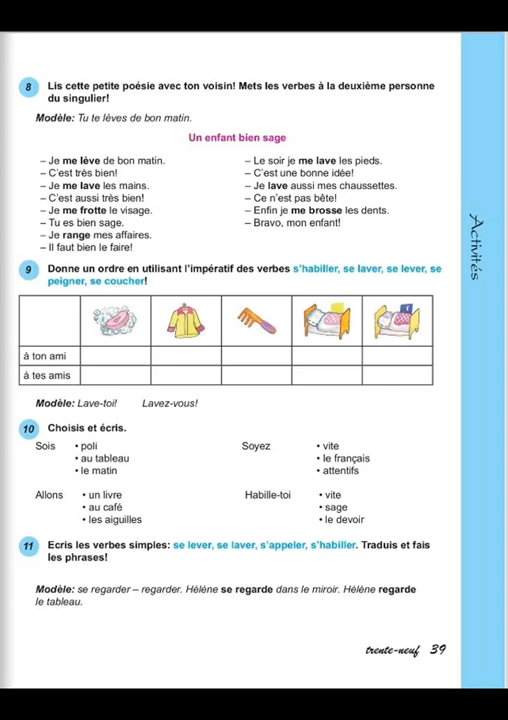 8 Lis cette petite poésie avec ton voisin! Mets les verbes à la deuxième personne
du singulier!
Modèle: Tu te lèves de bon matin.
Un enfant bien sage
– Je me lève de bon matin.
– C'est très bien!
– Je me lave les mains.
– C'est aussi très bien!
– Je me frotte le visage.
– Tu es bien sage.
– Je range mes affaires.
– Il faut bien le faire!
– Le soir je me lave les pieds.
– C'est une bonne idée!
– Je lave aussi mes chaussettes.
– Ce n'est pas bête!
– Enfin je me brosse les dents.
– Bravo, mon enfant!
Activités
9 Donne un ordre en utilisant l'impératif des verbes s'habiller, se laver, se lever, se
peigner, se coucher!
à ton ami
à tes amis
Modèle: Lave-toi! Lavez-vous!
10 Choisis et écris.
Sois • poli
• au tableau
• le matin
Soyez • vite
• le français
• attentifs
Allons • un livre
• au café
• les aiguilles
Habille-toi • vite
• sage
• le devoir
11 Ecris les verbes simples: se lever, se laver, s'appeler, s'habiller. Traduis et fais
les phrases!
Modèle: se regarder – regarder. Hélène se regarde dans le miroir. Hélène regarde
le tableau.
trente-neuf 39